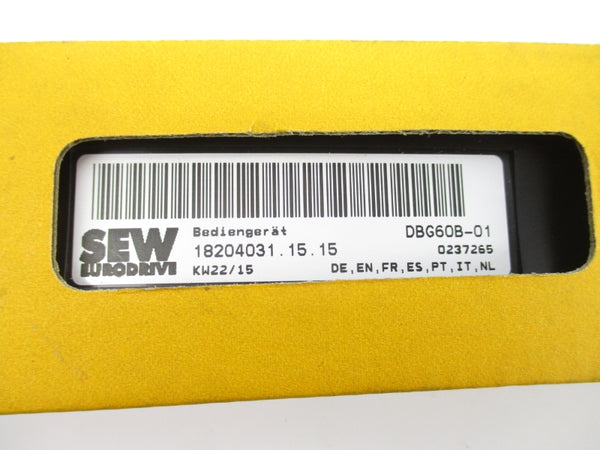 SEW
EURODRIVE
Bediengerät DBG60B-01
18204031.15.15 0237265
KW22/15 DE,EN,FR,ES,PT,IT,NL